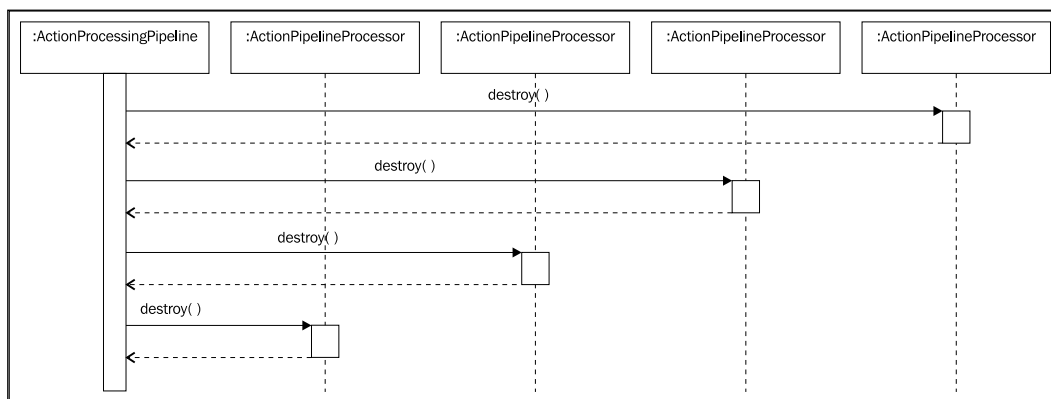 :ActionProcessingPipeline
:ActionPipelineProcessor
:ActionPipelineProcessor
:ActionPipelineProcessor
:ActionPipelineProcessor
destroy( )
destroy( )
destroy( )
destroy( )